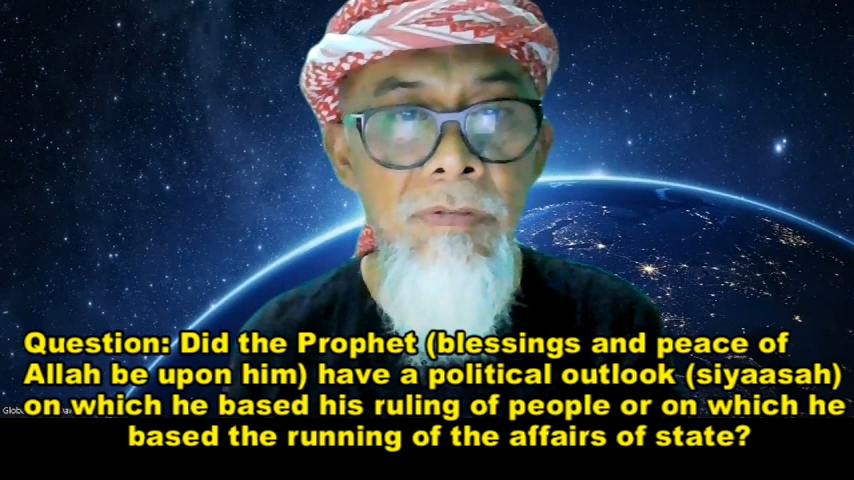 Question: Did the Prophet (blessings and peace of
Allah be upon him) have a political outlook (siyaasah)
on which he based his ruling of people or on which he
based the running of the affairs of state?